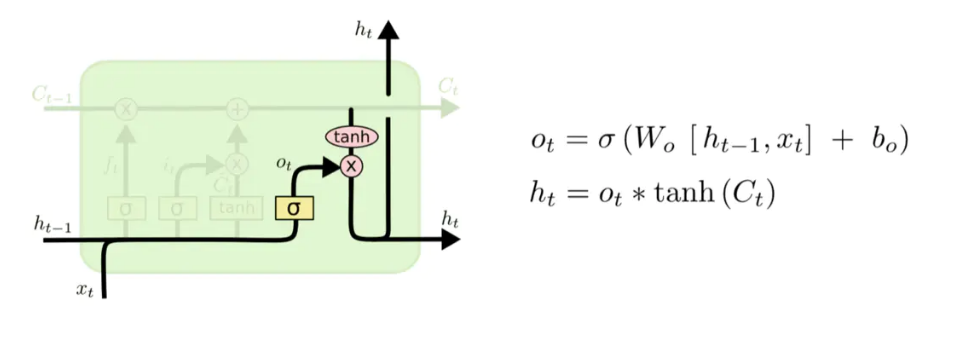 h_t
C_{t-1}
C_t
×
+
tanh
f_t
i_t
o_t
×
×
σ
σ
tanh
σ
h_{t-1}
h_t
x_t
o_t = σ (W_o [h_{t-1}, x_t] + b_o)
h_t = o_t * tanh (C_t)